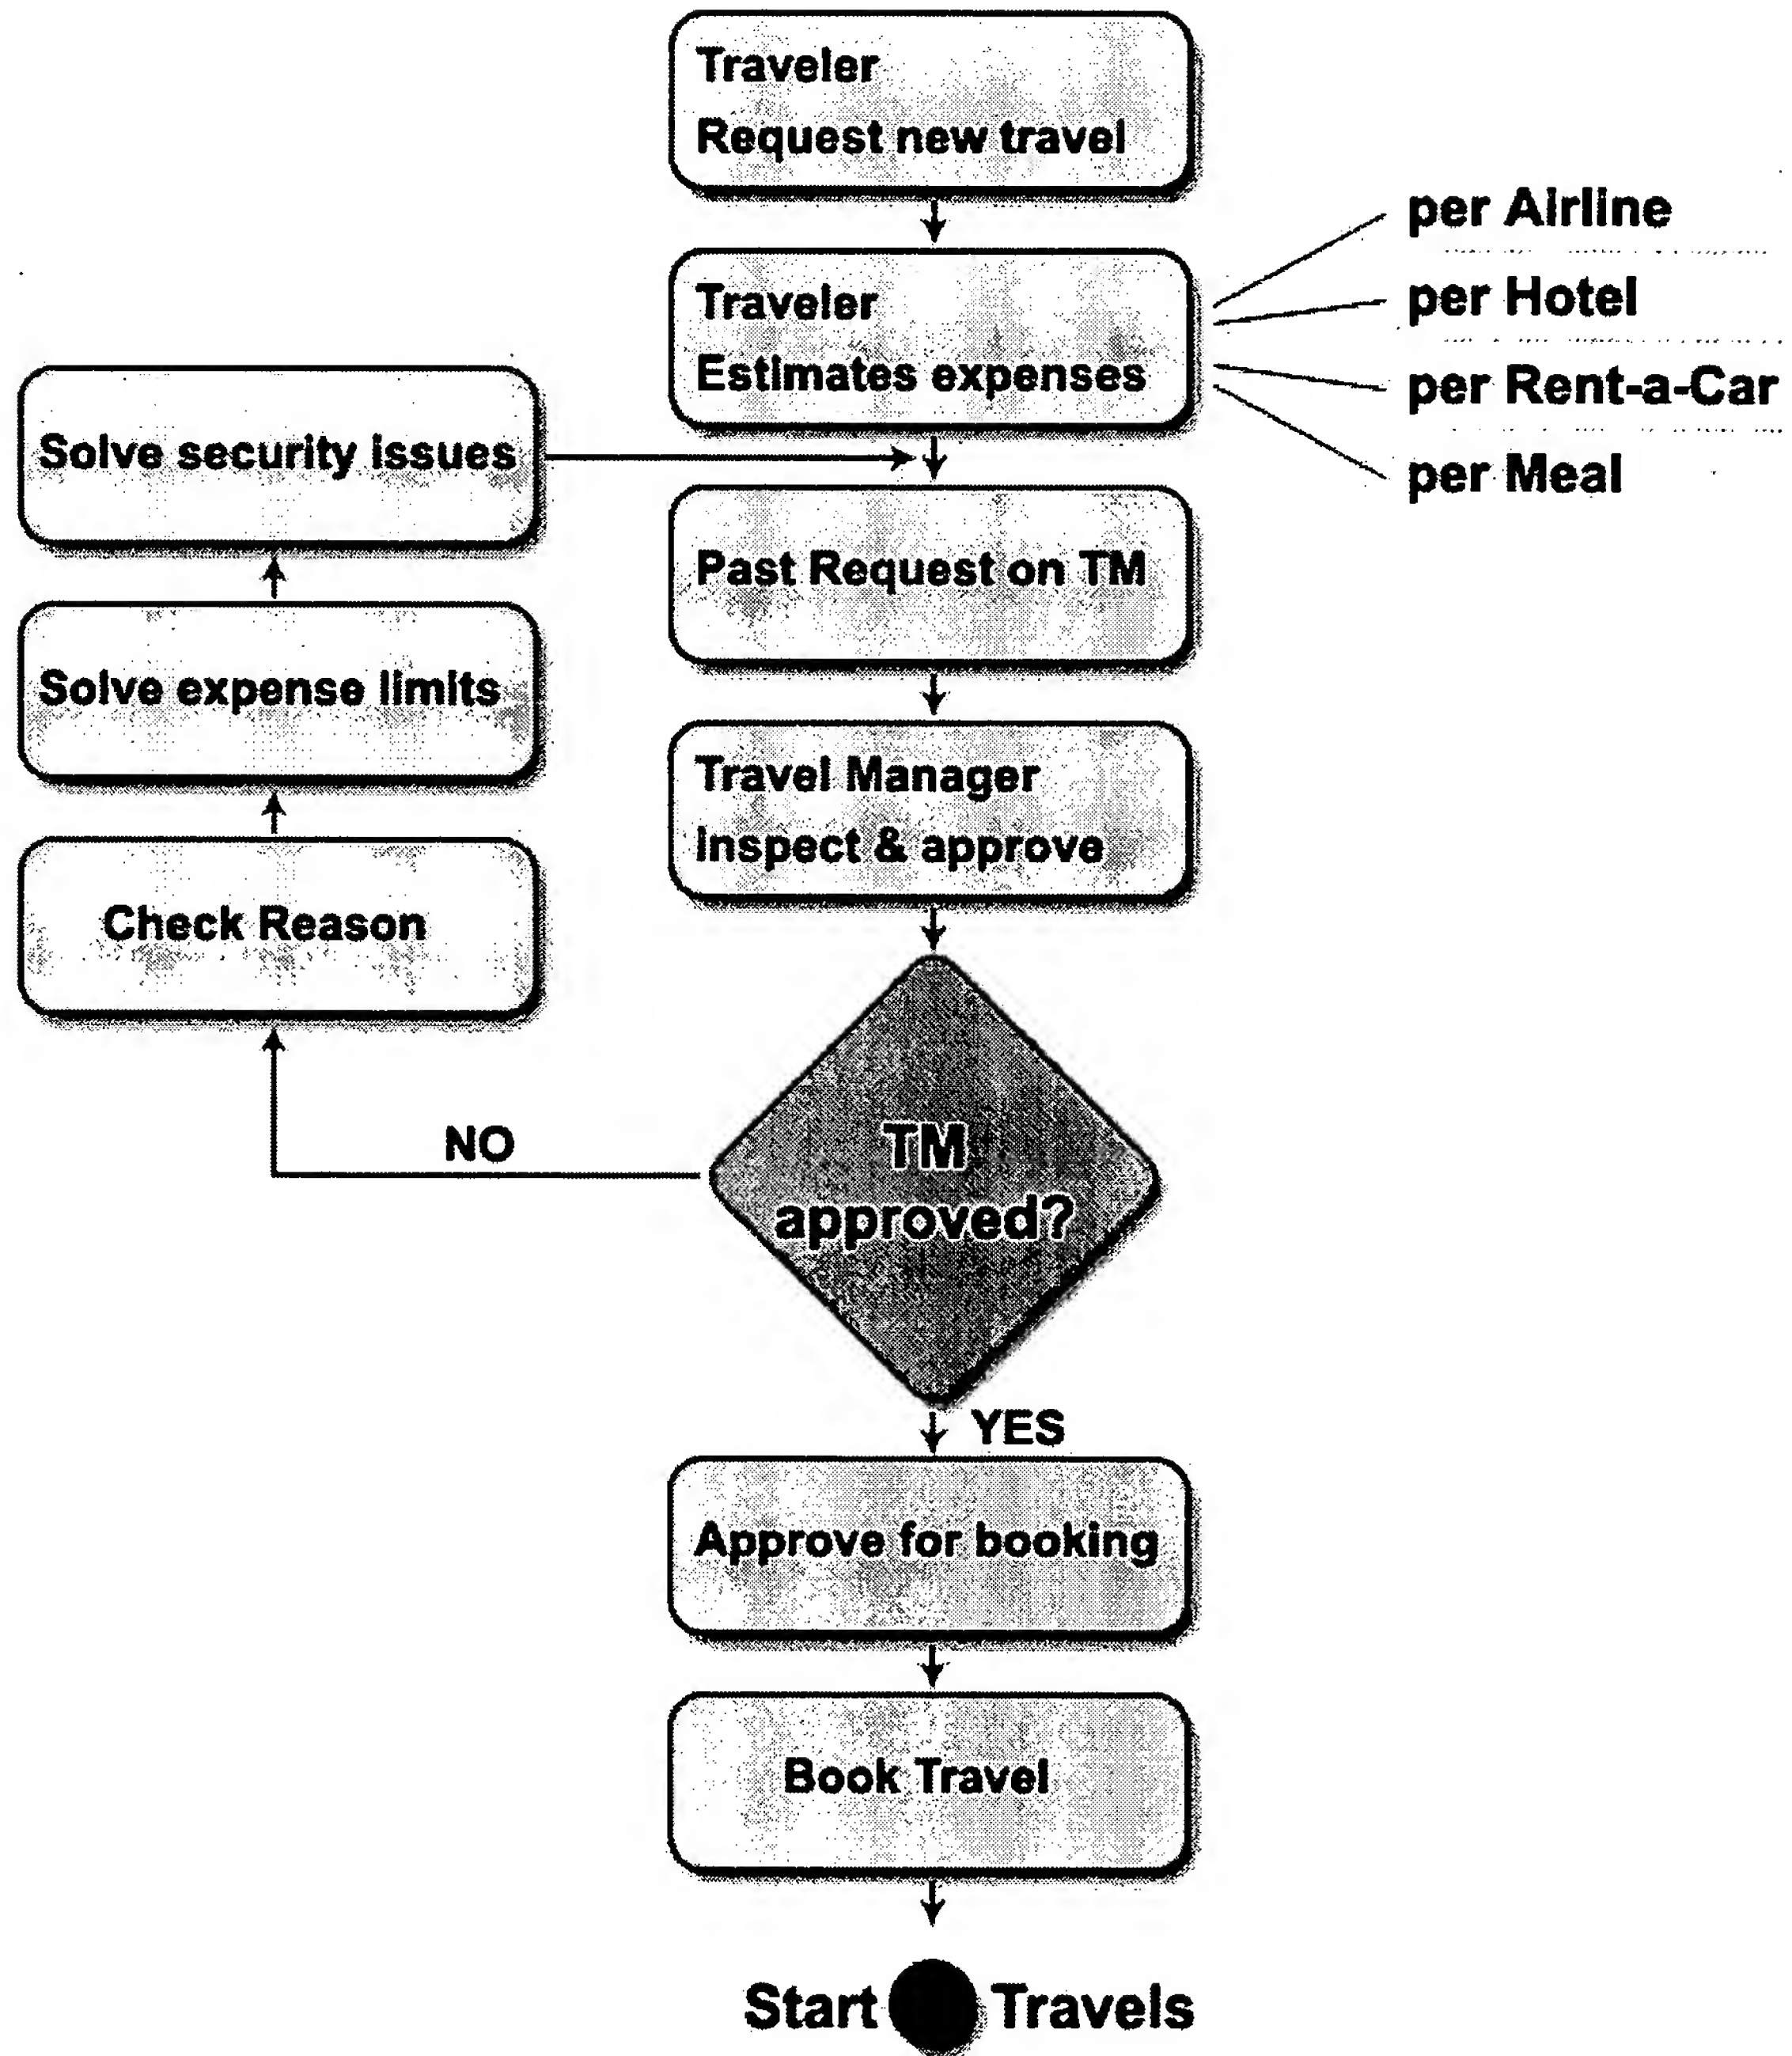 Traveler
Request new travel
Traveler
Estimates expenses
per Airline
per Hotel
per Rent-a-Car
per Meal
Solve security issues
Past Request on TM
Solve expense limits
Travel Manager
Inspect & approve
Check Reason
TM
approved?
NO
YES
Approve for booking
Book Travel
Start Travels